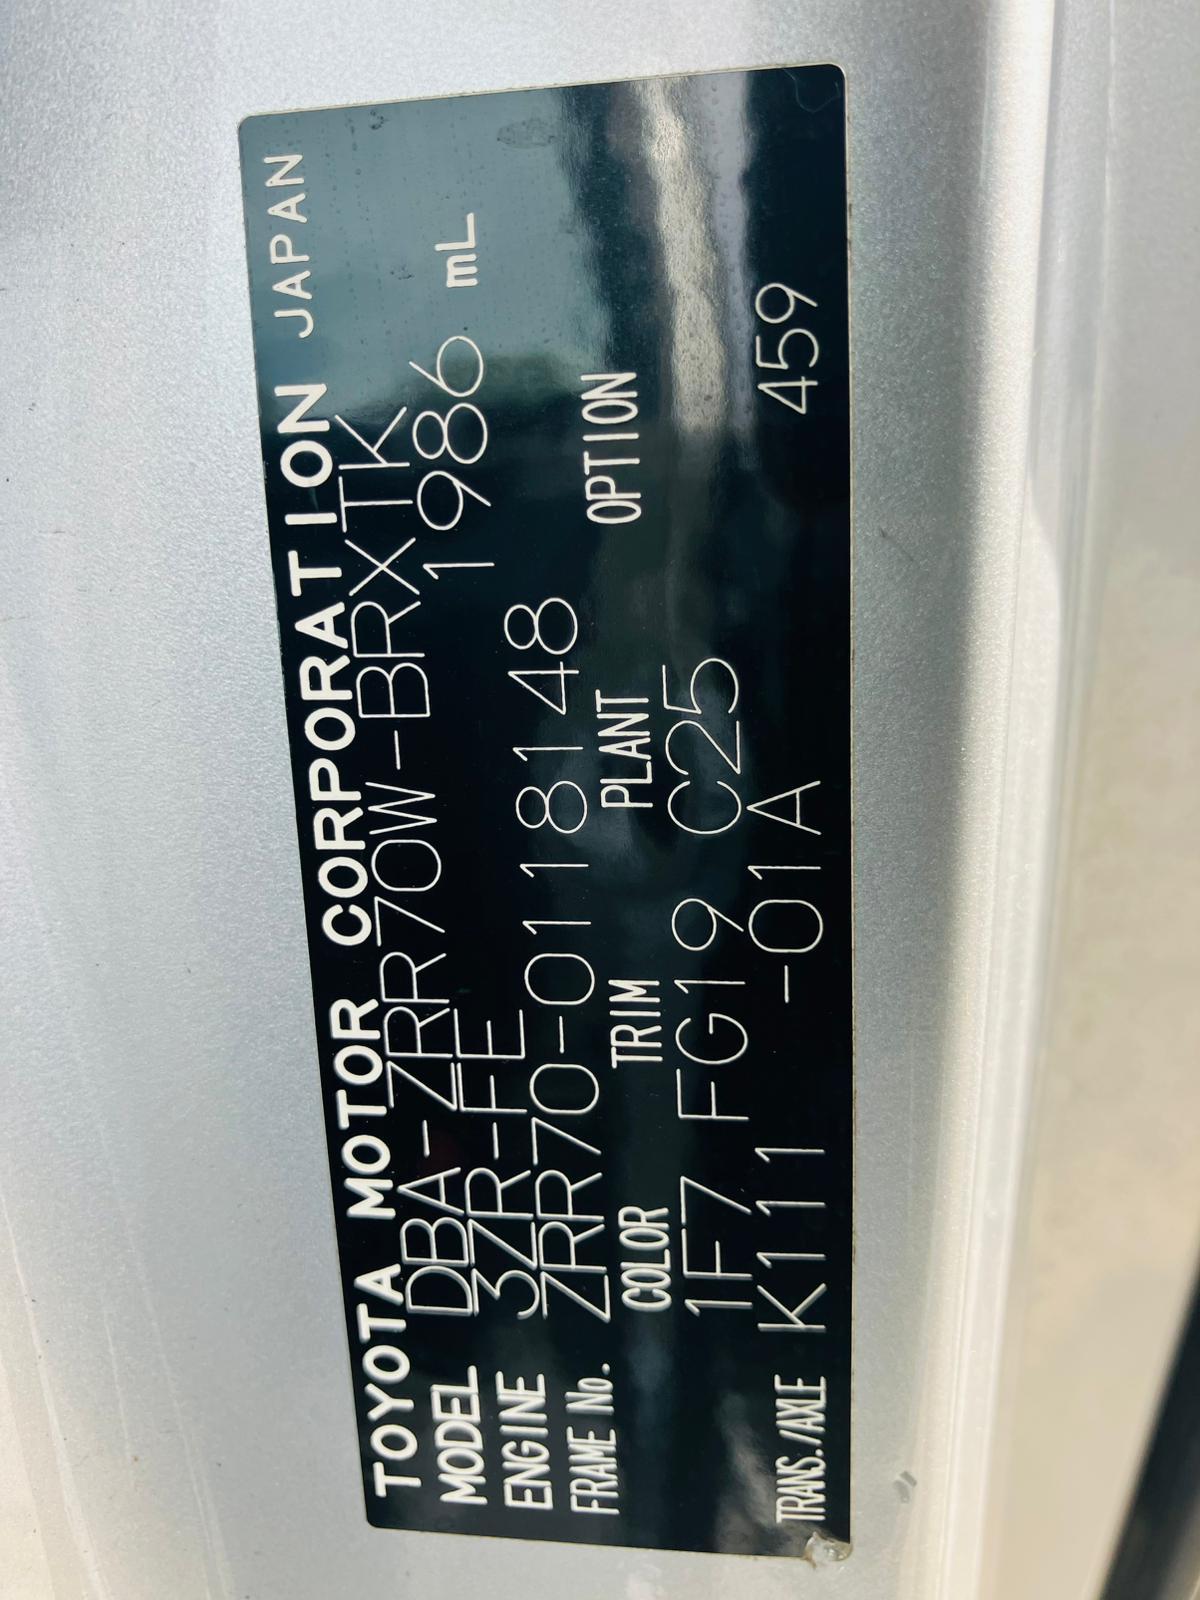 TOYOTA MOTOR CORPORATION JAPAN
MODEL DBA-ZRR70W-BRXTK
ENGINE 3ZR-FE 1986 mL
FRAME No. ZRR70-0118148
COLOR TRIM PLANT OPTION
1F7 FG19 C25
TRANS./AXLE K111 -01A 459